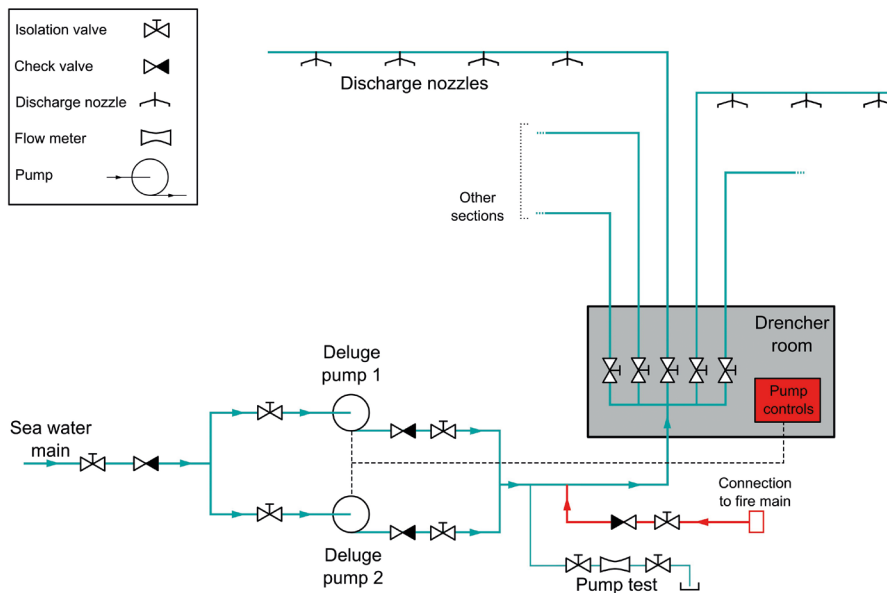 Isolation valve
Check valve
Discharge nozzle
Flow meter
Pump
Discharge nozzles
Other
sections
Drencher
room
Pump
controls
Deluge
pump 1
Sea water
main
Connection
to fire main
Deluge
pump 2
Pump test